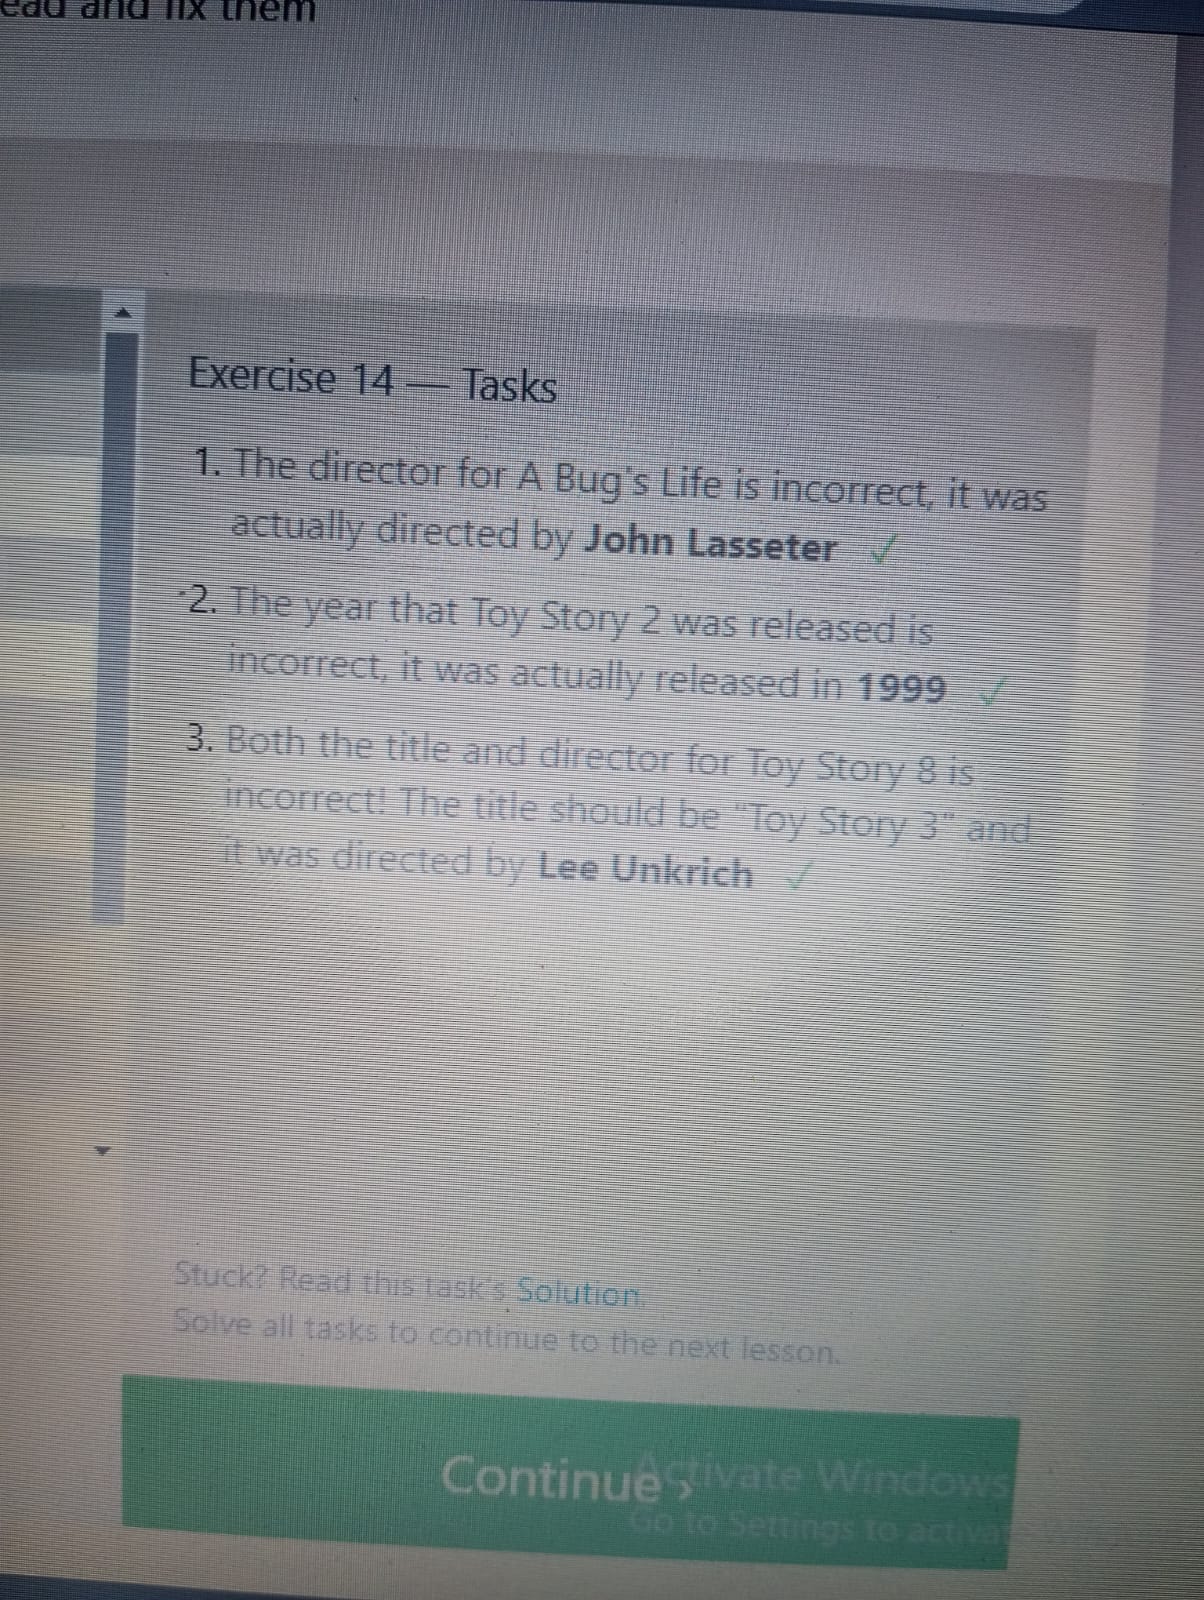 ead and fix them
Exercise 14 — Tasks
1. The director for A Bug's Life is incorrect, it was
actually directed by John Lasseter ✓
2. The year that Toy Story 2 was released is
incorrect, it was actually released in 1999 ✓
3. Both the title and director for Toy Story 8 is
incorrect! The title should be "Toy Story 3" and
it was directed by Lee Unkrich ✓
Stuck? Read this task's Solution.
Solve all tasks to continue to the next lesson.
Continue ›
Activate Windows
Go to Settings to activa